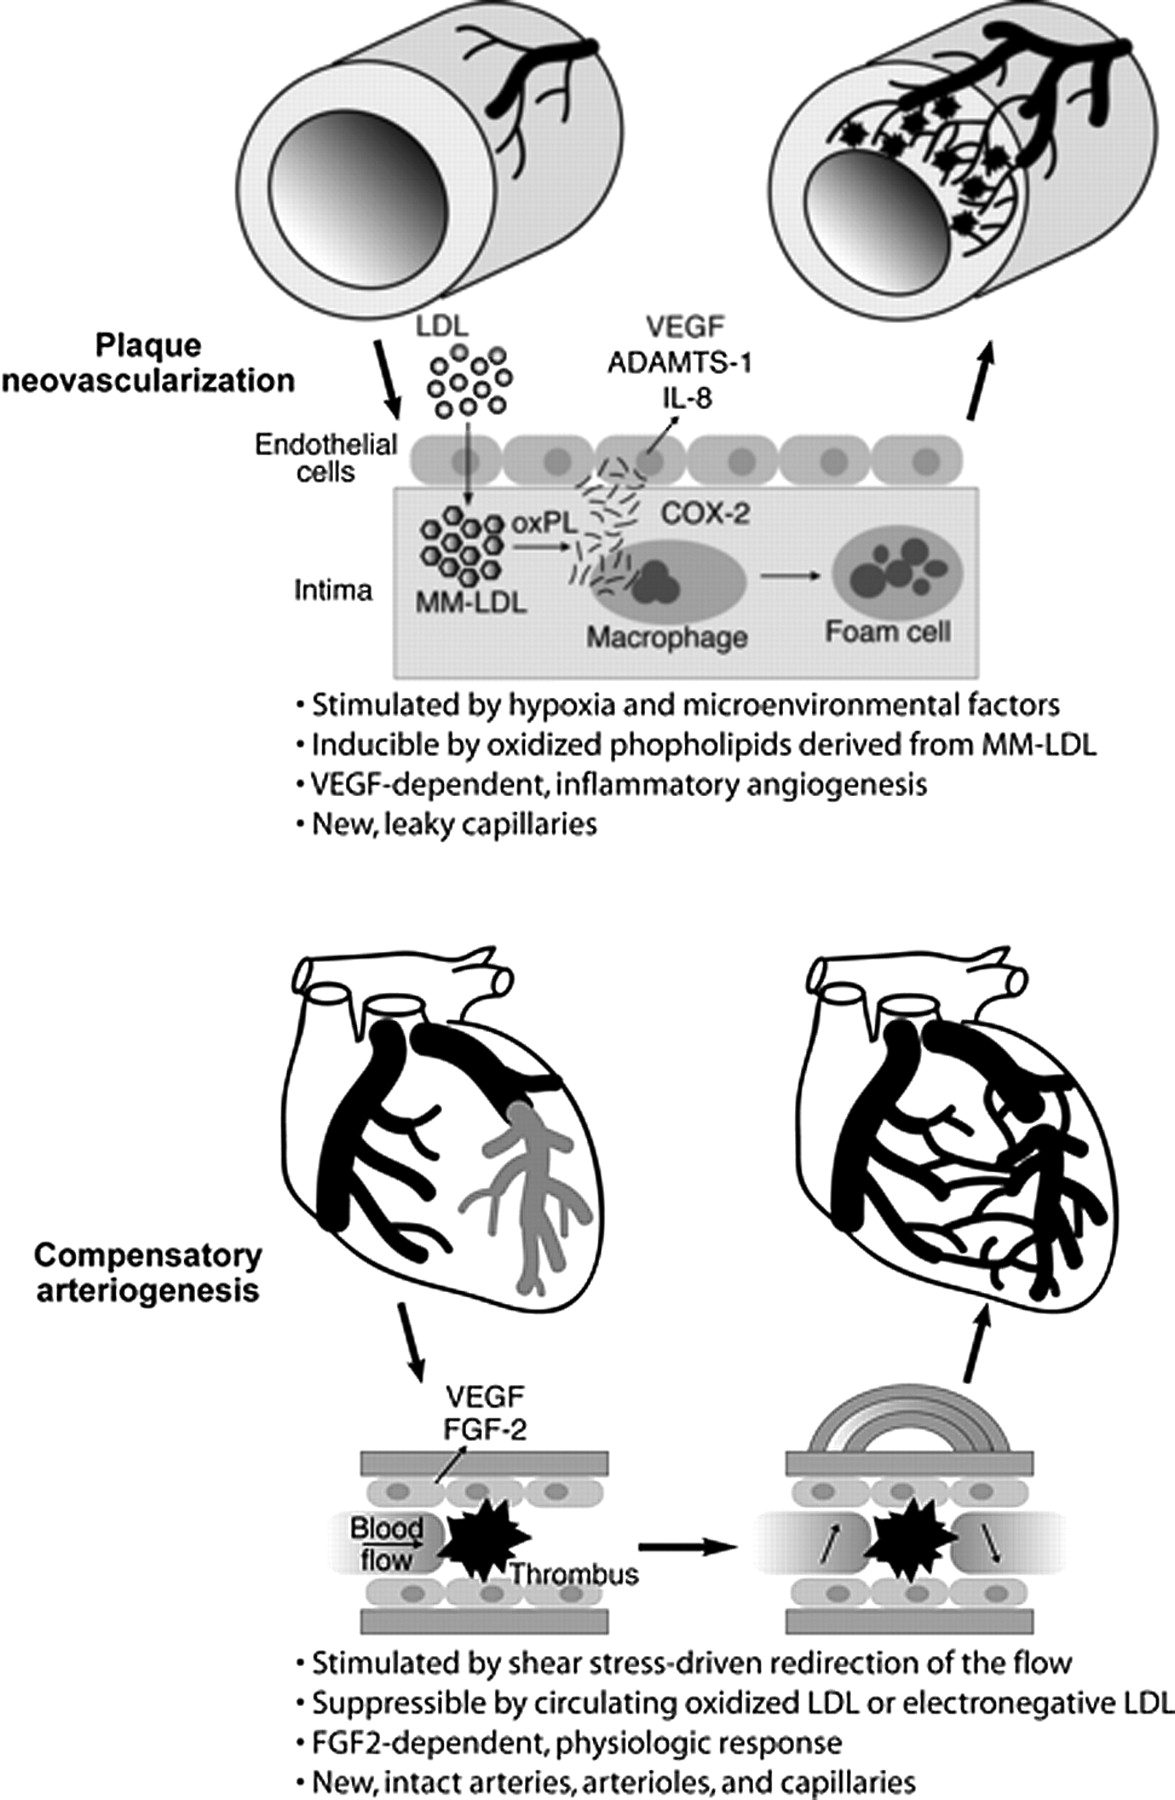 LDL
VEGF
ADAMTS-1
IL-8
Plaque
neovascularization
Endothelial
cells
oxPL
COX-2
Intima
MM-LDL
Macrophage
Foam cell
• Stimulated by hypoxia and microenvironmental factors
• Inducible by oxidized phopholipids derived from MM-LDL
• VEGF-dependent, inflammatory angiogenesis
• New, leaky capillaries
Compensatory
arteriogenesis
VEGF
FGF-2
Blood
flow
Thrombus
• Stimulated by shear stress-driven redirection of the flow
• Suppressible by circulating oxidized LDL or electronegative LDL
• FGF2-dependent, physiologic response
• New, intact arteries, arterioles, and capillaries